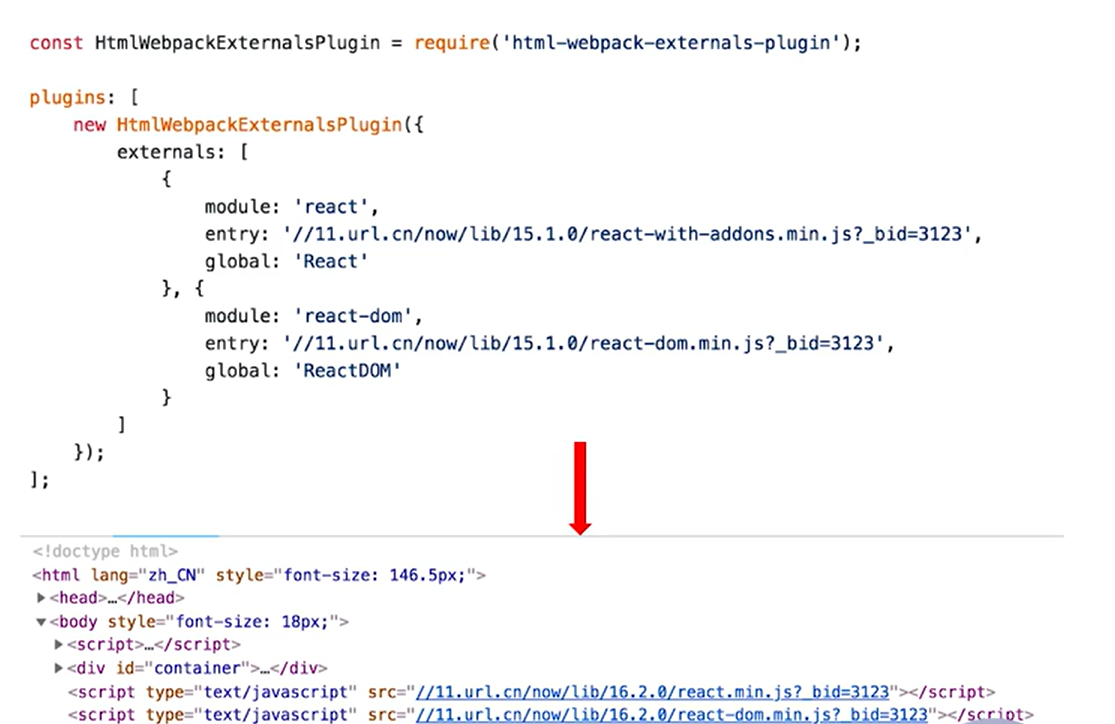 const HtmlWebpackExternalsPlugin = require('html-webpack-externals-plugin');
plugins: [
new HtmlWebpackExternalsPlugin({
externals: [
{
module: 'react',
entry: '//11.url.cn/now/lib/15.1.0/react-with-addons.min.js?_bid=3123',
global: 'React'
}, {
module: 'react-dom',
entry: '//11.url.cn/now/lib/15.1.0/react-dom.min.js?_bid=3123',
global: 'ReactDOM'
}
]
});
];
<!doctype html>
<html lang="zh_CN" style="font-size: 146.5px;">
▶<head>…</head>
▼<body style="font-size: 18px;">
▶<script>…</script>
▶<div id="container">…</div>
<script type="text/javascript" src="//11.url.cn/now/lib/16.2.0/react.min.js?_bid=3123"></script>
<script type="text/javascript" src="//11.url.cn/now/lib/16.2.0/react-dom.min.js?_bid=3123"></script>